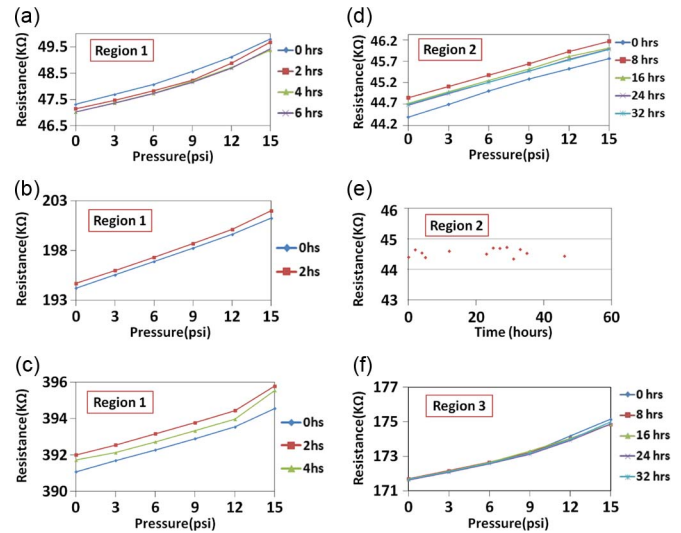 (a)
Region 1
Resistance(KΩ)
49.5
48.5
47.5
46.5
0 3 6 9 12 15
Pressure(psi)
0 hrs
2 hrs
4 hrs
6 hrs
(d)
Region 2
Resistance(KΩ)
46.2
45.7
45.2
44.7
44.2
0 3 6 9 12 15
Pressure(psi)
0 hrs
8 hrs
16 hrs
24 hrs
32 hrs
(b)
Region 1
Resistance(KΩ)
203
198
193
0 3 6 9 12 15
Pressure(psi)
0hs
2hs
(e)
Region 2
Resistance(KΩ)
46
45
44
43
0 20 40 60
Time (hours)
(c)
Region 1
Resistance(KΩ)
396
394
392
390
0 3 6 9 12 15
Pressure(psi)
0hs
2hs
4hs
(f)
Region 3
Resistance(KΩ)
177
175
173
171
0 3 6 9 12 15
Pressure(psi)
0 hrs
8 hrs
16 hrs
24 hrs
32 hrs